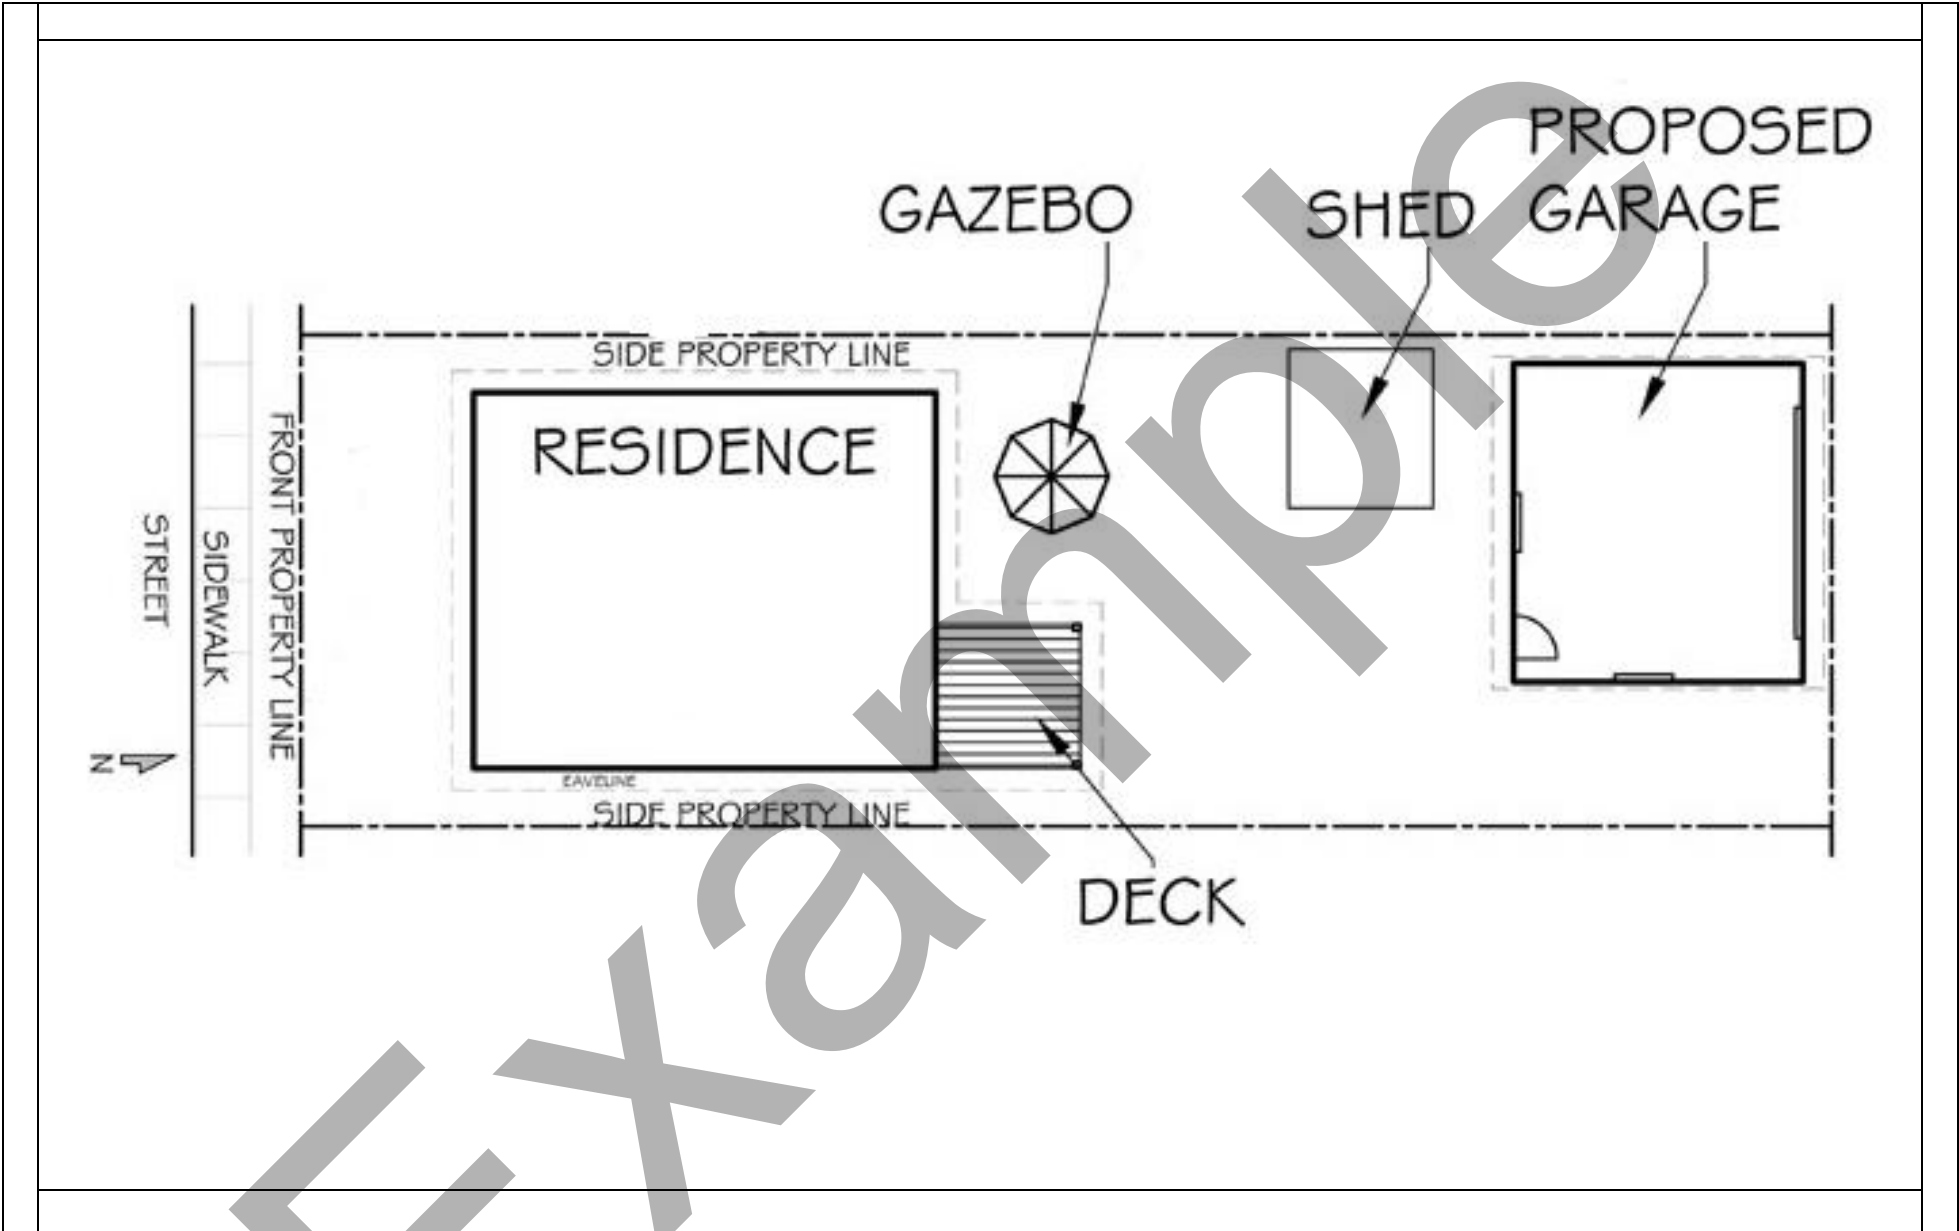 PROPOSED
GAZEBO
SHED
GARAGE
SIDE PROPERTY LINE
RESIDENCE
FRONT PROPERTY LINE
STREET
SIDEWALK
N
EAVELINE
SIDE PROPERTY LINE
DECK
Example